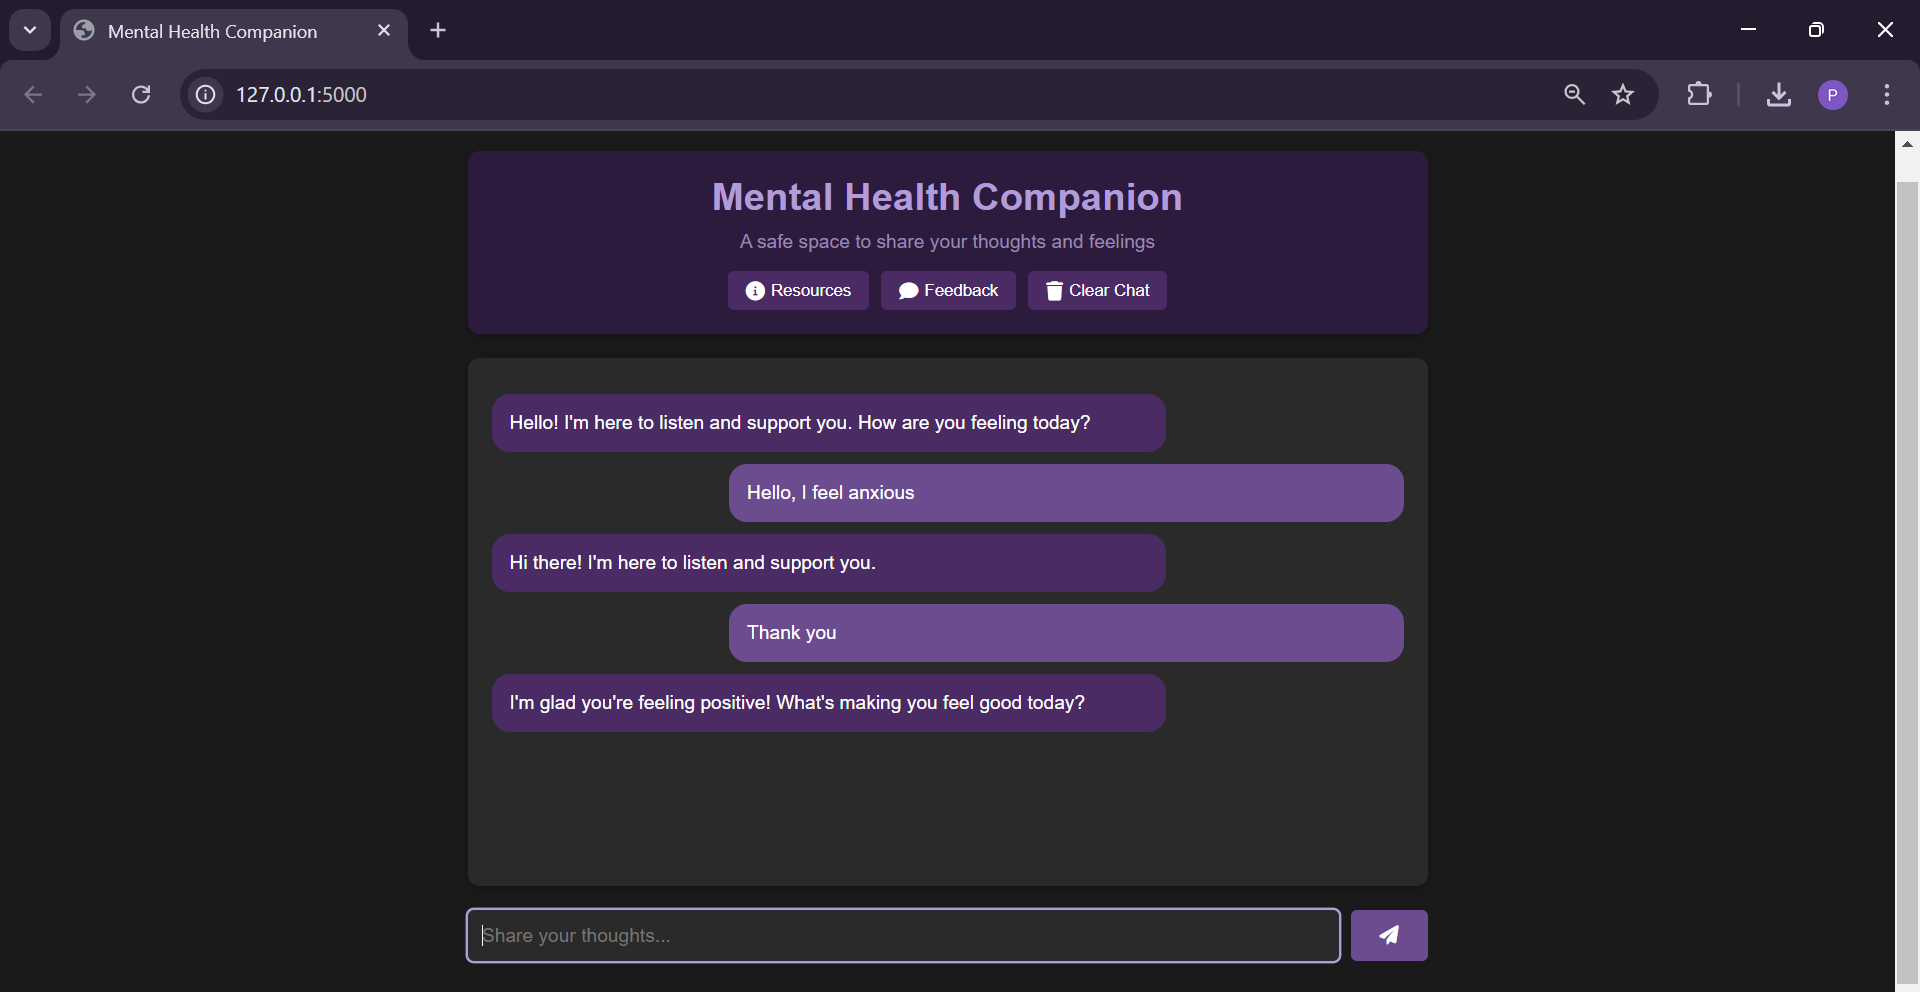 Mental Health Companion
127.0.0.1:5000
P
Mental Health Companion
A safe space to share your thoughts and feelings
Resources
Feedback
Clear Chat
Hello! I'm here to listen and support you. How are you feeling today?
Hello, I feel anxious
Hi there! I'm here to listen and support you.
Thank you
I'm glad you're feeling positive! What's making you feel good today?
Share your thoughts...